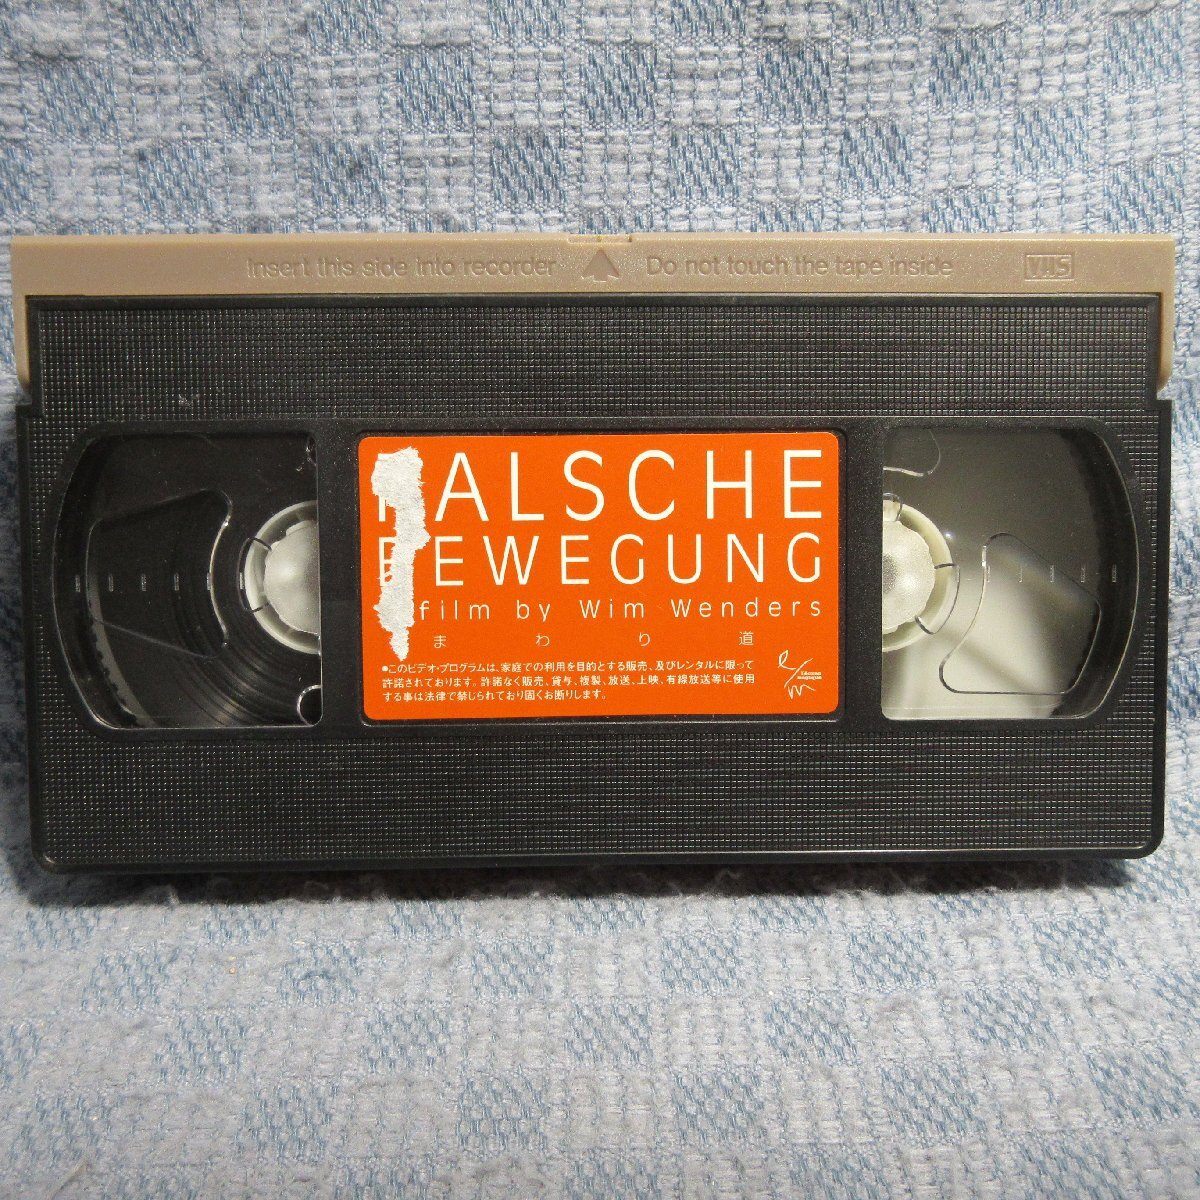 Insert this side into recorder
Do not touch the tape inside
VHS
FALSCHE
BEWEGUNG
film by Wim Wenders
まわり道
●このビデオ・プログラムは、家庭での利用を目的とする販売、及びレンタルに限って
許諾されております。許諾なく販売、貸与、複製、放送、上映、有線放送等に使用
する事は法律で禁じられており固くお断りします。